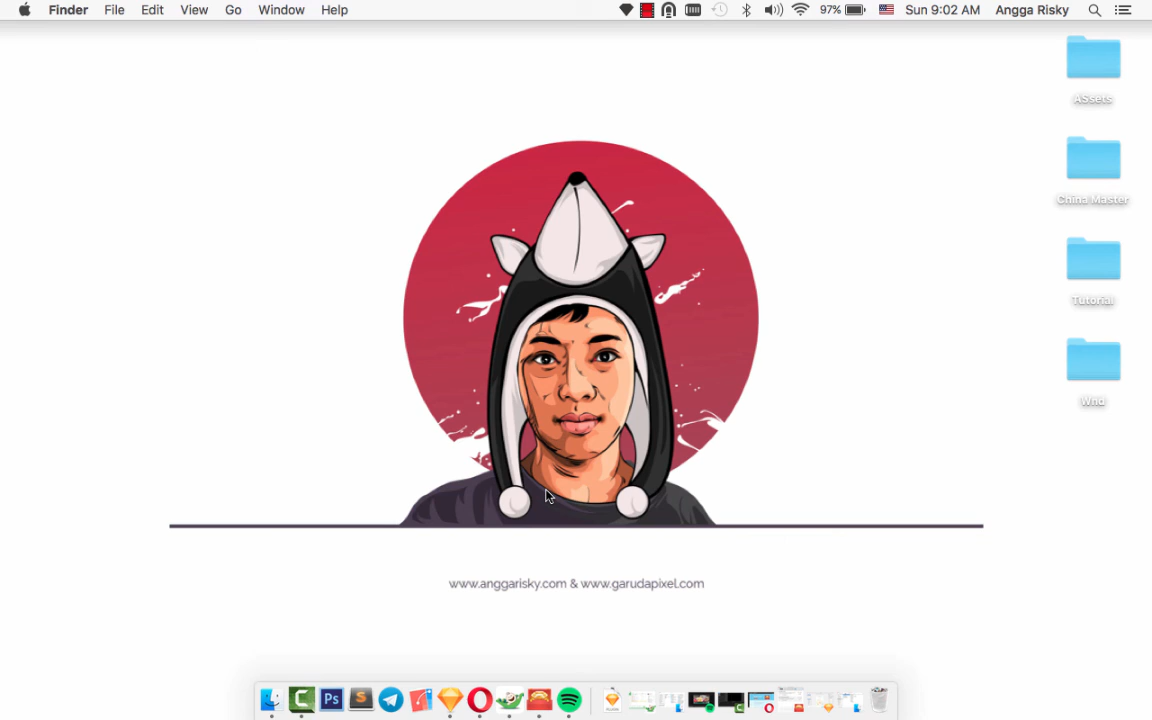 Finder File Edit View Go Window Help 97% Sun 9:02 AM Angga Risky
ASsets
China Master
Tutorial
Wnd
www.anggarisky.com & www.garudapixel.com
Ps